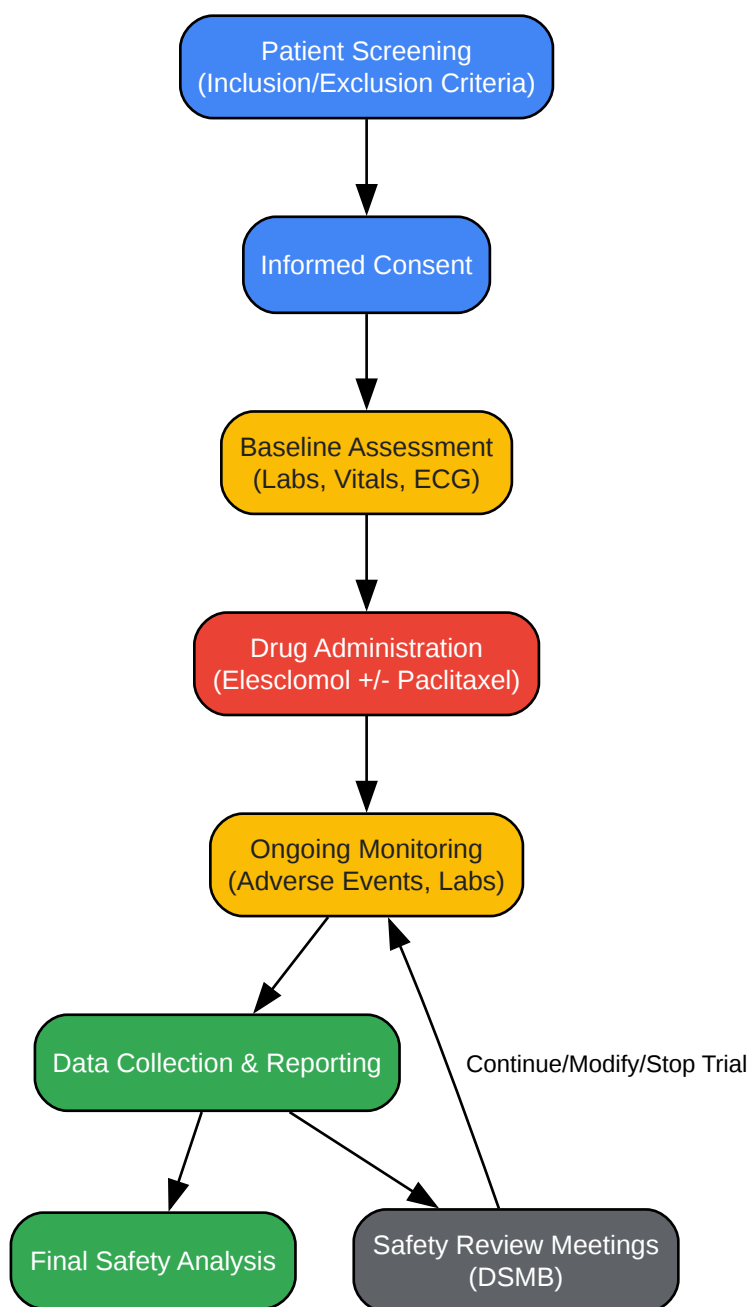 Patient Screening
(Inclusion/Exclusion Criteria)
Informed Consent
Baseline Assessment
(Labs, Vitals, ECG)
Drug Administration
(Elesclomol +/- Paclitaxel)
Ongoing Monitoring
(Adverse Events, Labs)
Data Collection & Reporting
Continue/Modify/Stop Trial
Final Safety Analysis
Safety Review Meetings
(DSMB)